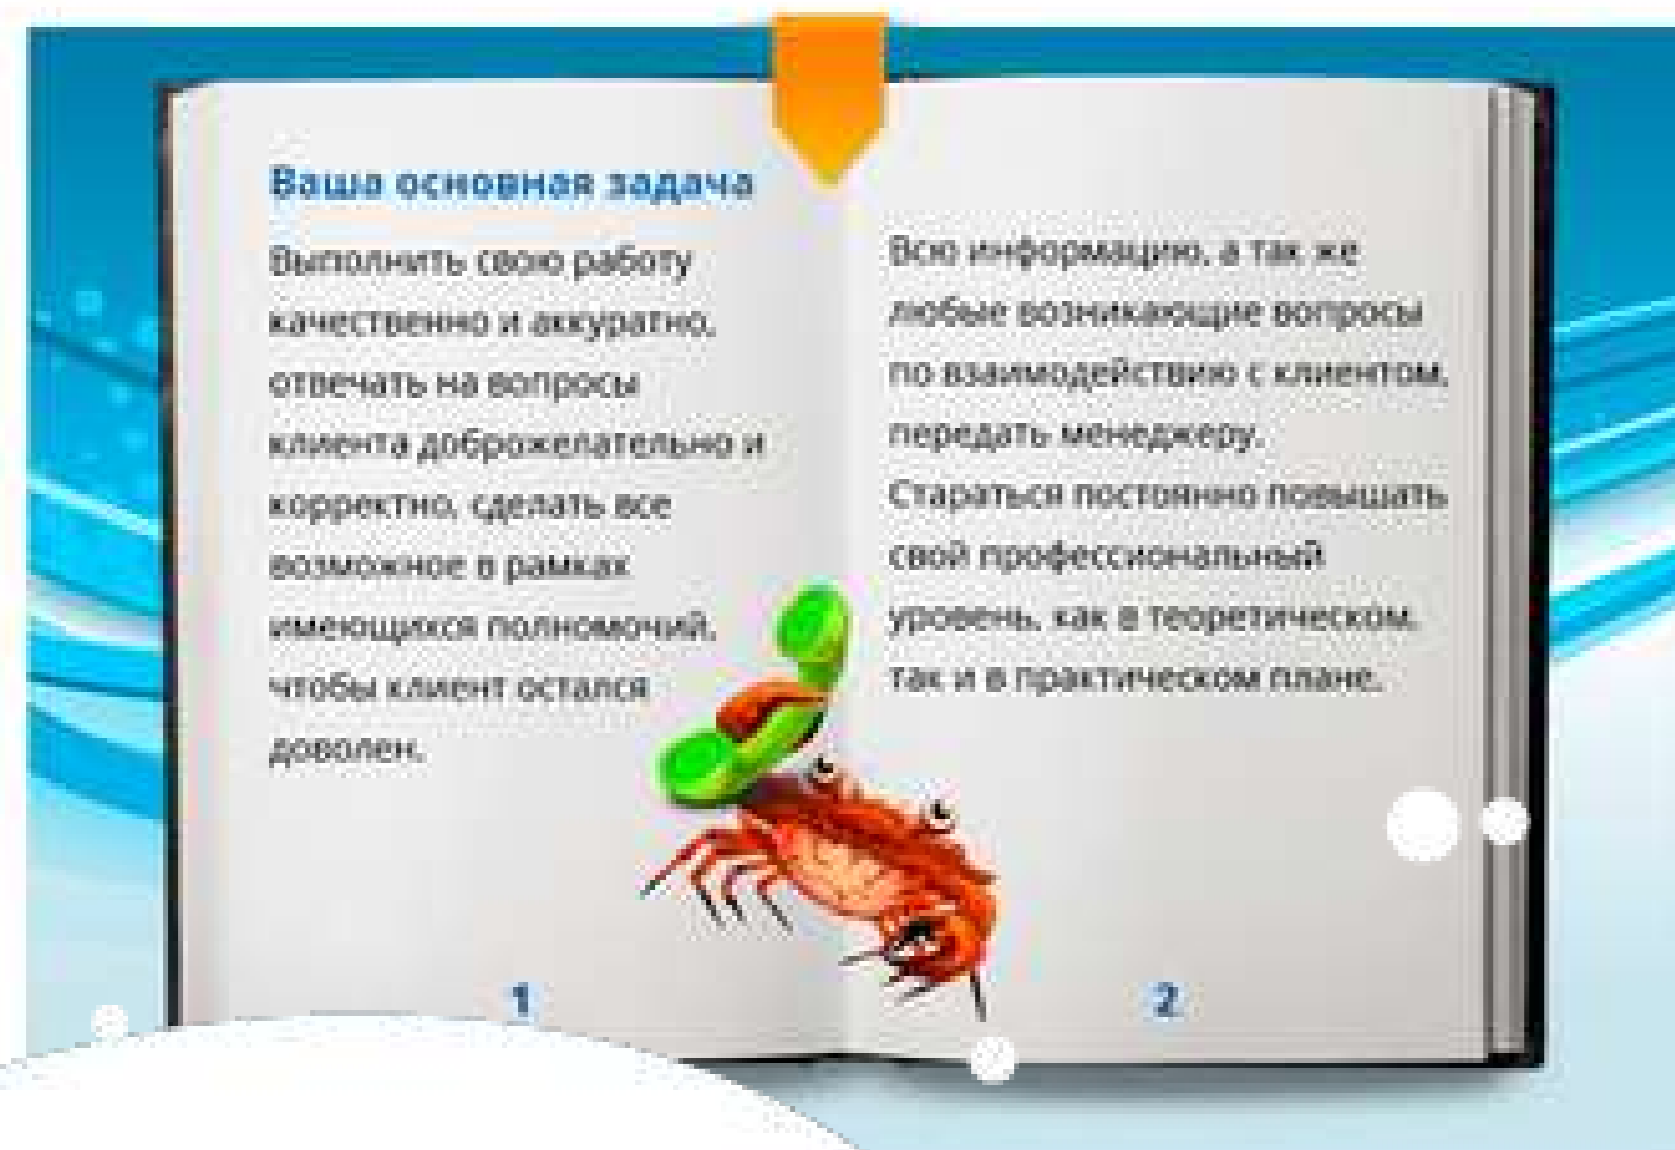 Ваша основная задача
Выполнить свою работу
качественно и аккуратно,
отвечать на вопросы
клиента доброжелательно и
корректно, сделать все
возможное в рамках
имеющихся полномочий,
чтобы клиент остался
доволен.
1
Всю информацию, а так же
любые возникающие вопросы
по взаимодействию с клиентом,
передать менеджеру.
Стараться постоянно повышать
свой профессиональный
уровень, как в теоретическом,
так и в практическом плане.
2